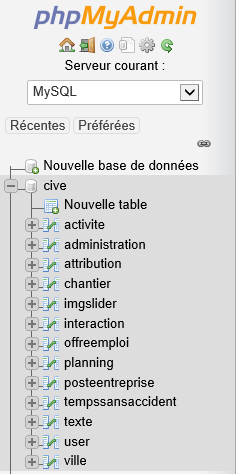 phpMyAdmin
Serveur courant :
MySQL
Récentes Préférées
Nouvelle base de données
cive
Nouvelle table
activite
administration
attribution
chantier
imgslider
interaction
offreemploi
planning
posteentreprise
tempssansaccident
texte
user
ville